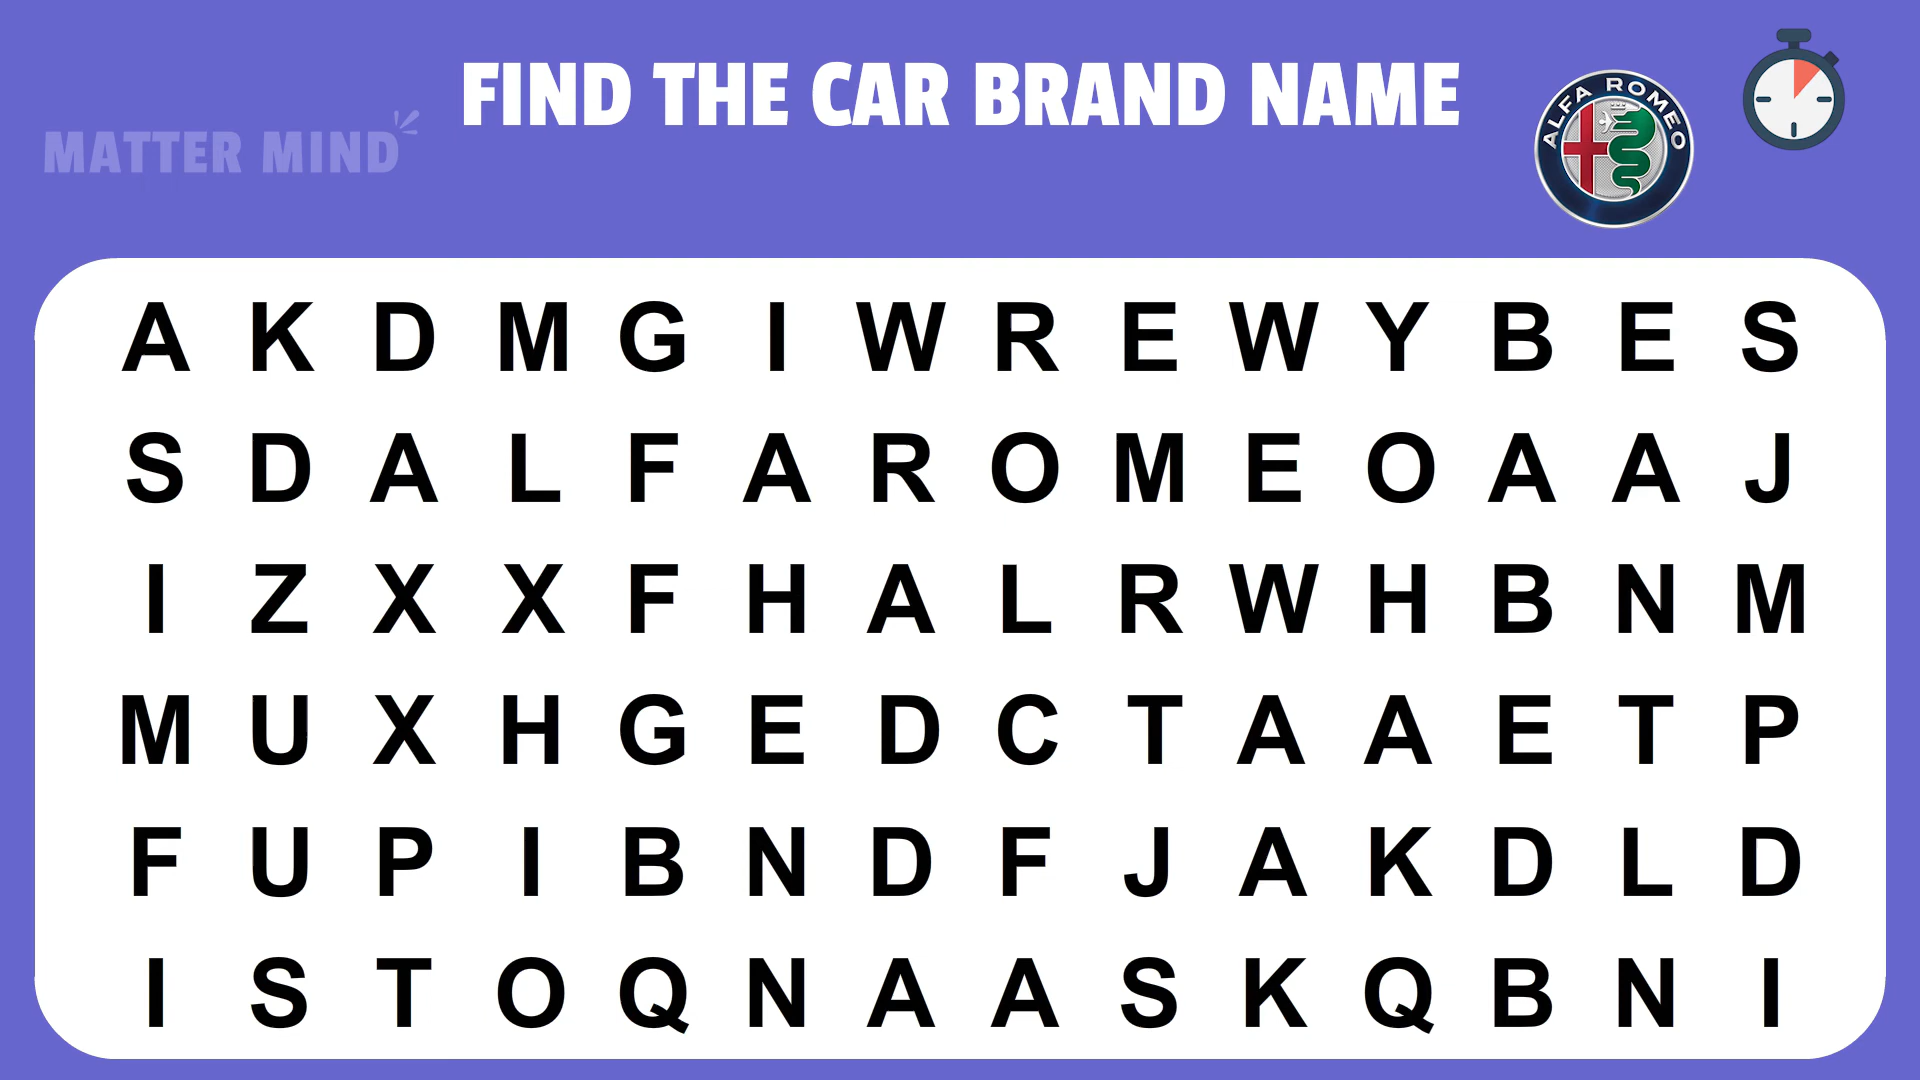 FIND THE CAR BRAND NAME
MATTER MIND
ALFA ROMEO
A K D M G I W R E W Y B E S
S D A L F A R O M E O A A J
I Z X X F H A L R W H B N M
M U X H G E D C T A A E T P
F U P I B N D F J A K D L D
I S T O Q N A A S K Q B N I